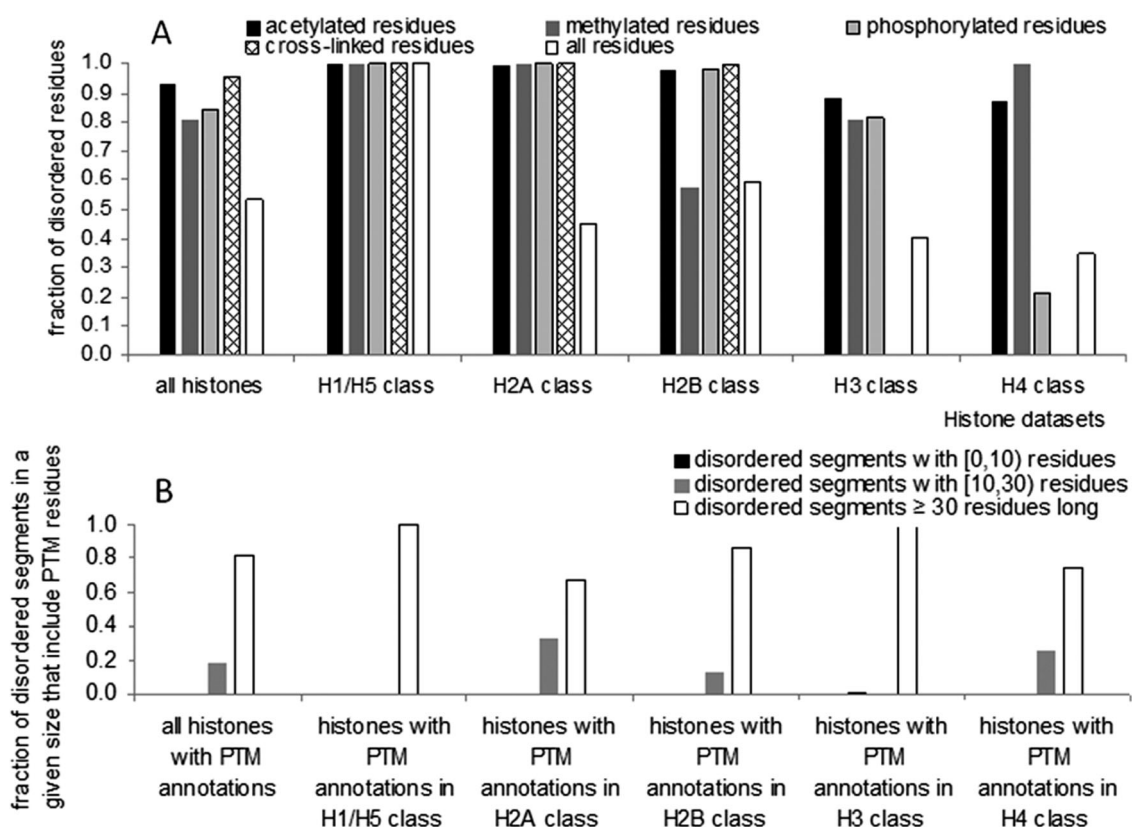 A
acetylated residues methylated residues phosphorylated residues
cross-linked residues all residues
fraction of disordered residues
1.0
0.9
0.8
0.7
0.6
0.5
0.4
0.3
0.2
0.1
0.0
all histones H1/H5 class H2A class H2B class H3 class H4 class
Histone datasets
B
disordered segments with [0,10) residues
disordered segments with [10,30) residues
disordered segments ≥ 30 residues long
fraction of disordered segments in a
given size that include PTM residues
1.0
0.8
0.6
0.4
0.2
0.0
all histones histones with histones with histones with histones with histones with
with PTM PTM PTM PTM PTM PTM
annotations annotations in annotations in annotations in annotations in annotations in
H1/H5 class H2A class H2B class H3 class H4 class